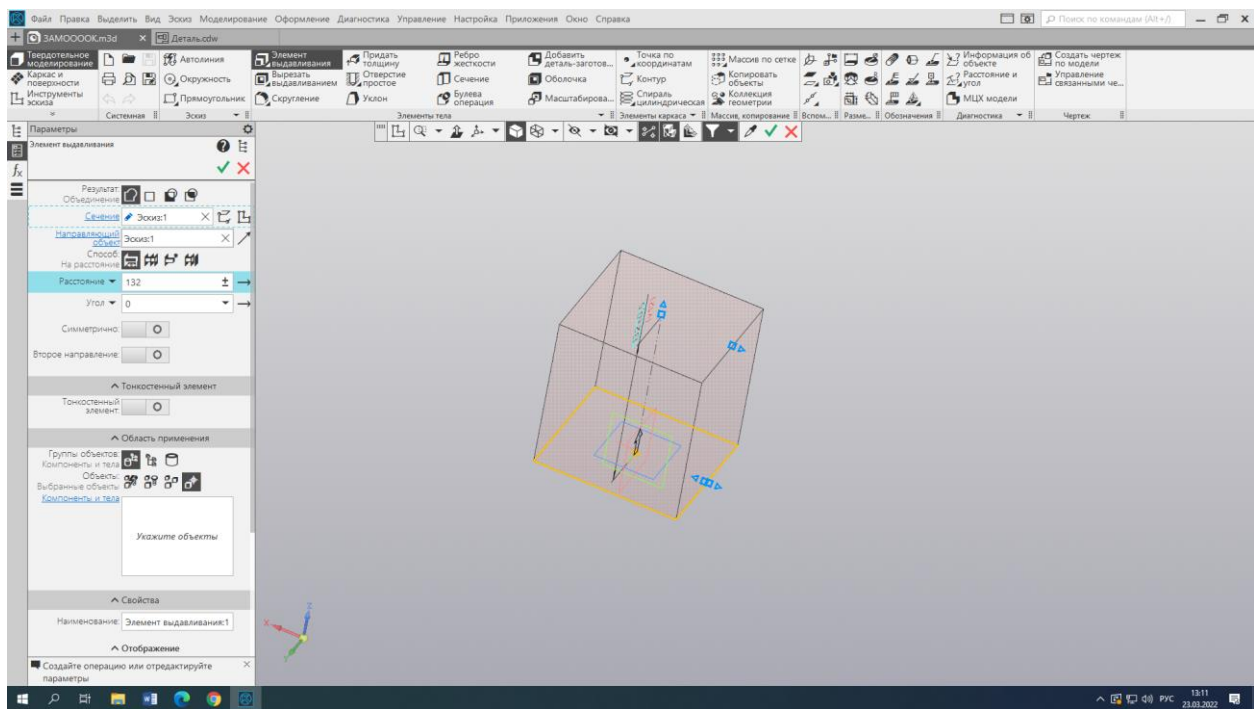 Файл Правка Выделить Вид Эскиз Моделирование Оформление Диагностика Управление Настройка Приложения Окно Справка
Поиск по командам (Alt+/)
ЗАМОООOK.m3d
Деталь.cdw
Твердотельное моделирование
Каркас и поверхности
Инструменты эскиза
Автолиния
Окружность
Прямоугольник
Элемент выдавливания
Вырезать выдавливанием
Скругление
Придать толщину
Отверстие простое
Уклон
Ребро жесткости
Сечение
Булева операция
Добавить деталь-заготов...
Оболочка
Масштабирова...
Точка по координатам
Контур
Спираль цилиндрическая
Массив по сетке
Копировать объекты
Коллекция геометрии
Информация об объекте
Расстояние и угол
МЦХ модели
Создать чертеж по модели
Управление связанными че...
Системная
Эскиз
Элементы тела
Элементы каркаса
Массив, копирование
Вспом...
Разме...
Обозначения
Диагностика
Чертеж
Параметры
Элемент выдавливания
Результат:
Объединение
Сечение
Эскиз:1
Направляющий объект
Эскиз:1
Способ:
На расстояние
Расстояние
132
Угол
0
Симметрично:
Второе направление:
Тонкостенный элемент
Тонкостенный элемент:
Область применения
Группы объектов:
Компоненты и тела
Объекты:
Выбранные объекты
Компоненты и тела
Укажите объекты
Свойства
Наименование:
Элемент выдавливания:1
Отображение
Создайте операцию или отредактируйте
параметры
Z
X
Y
РУС
13:11
23.03.2022